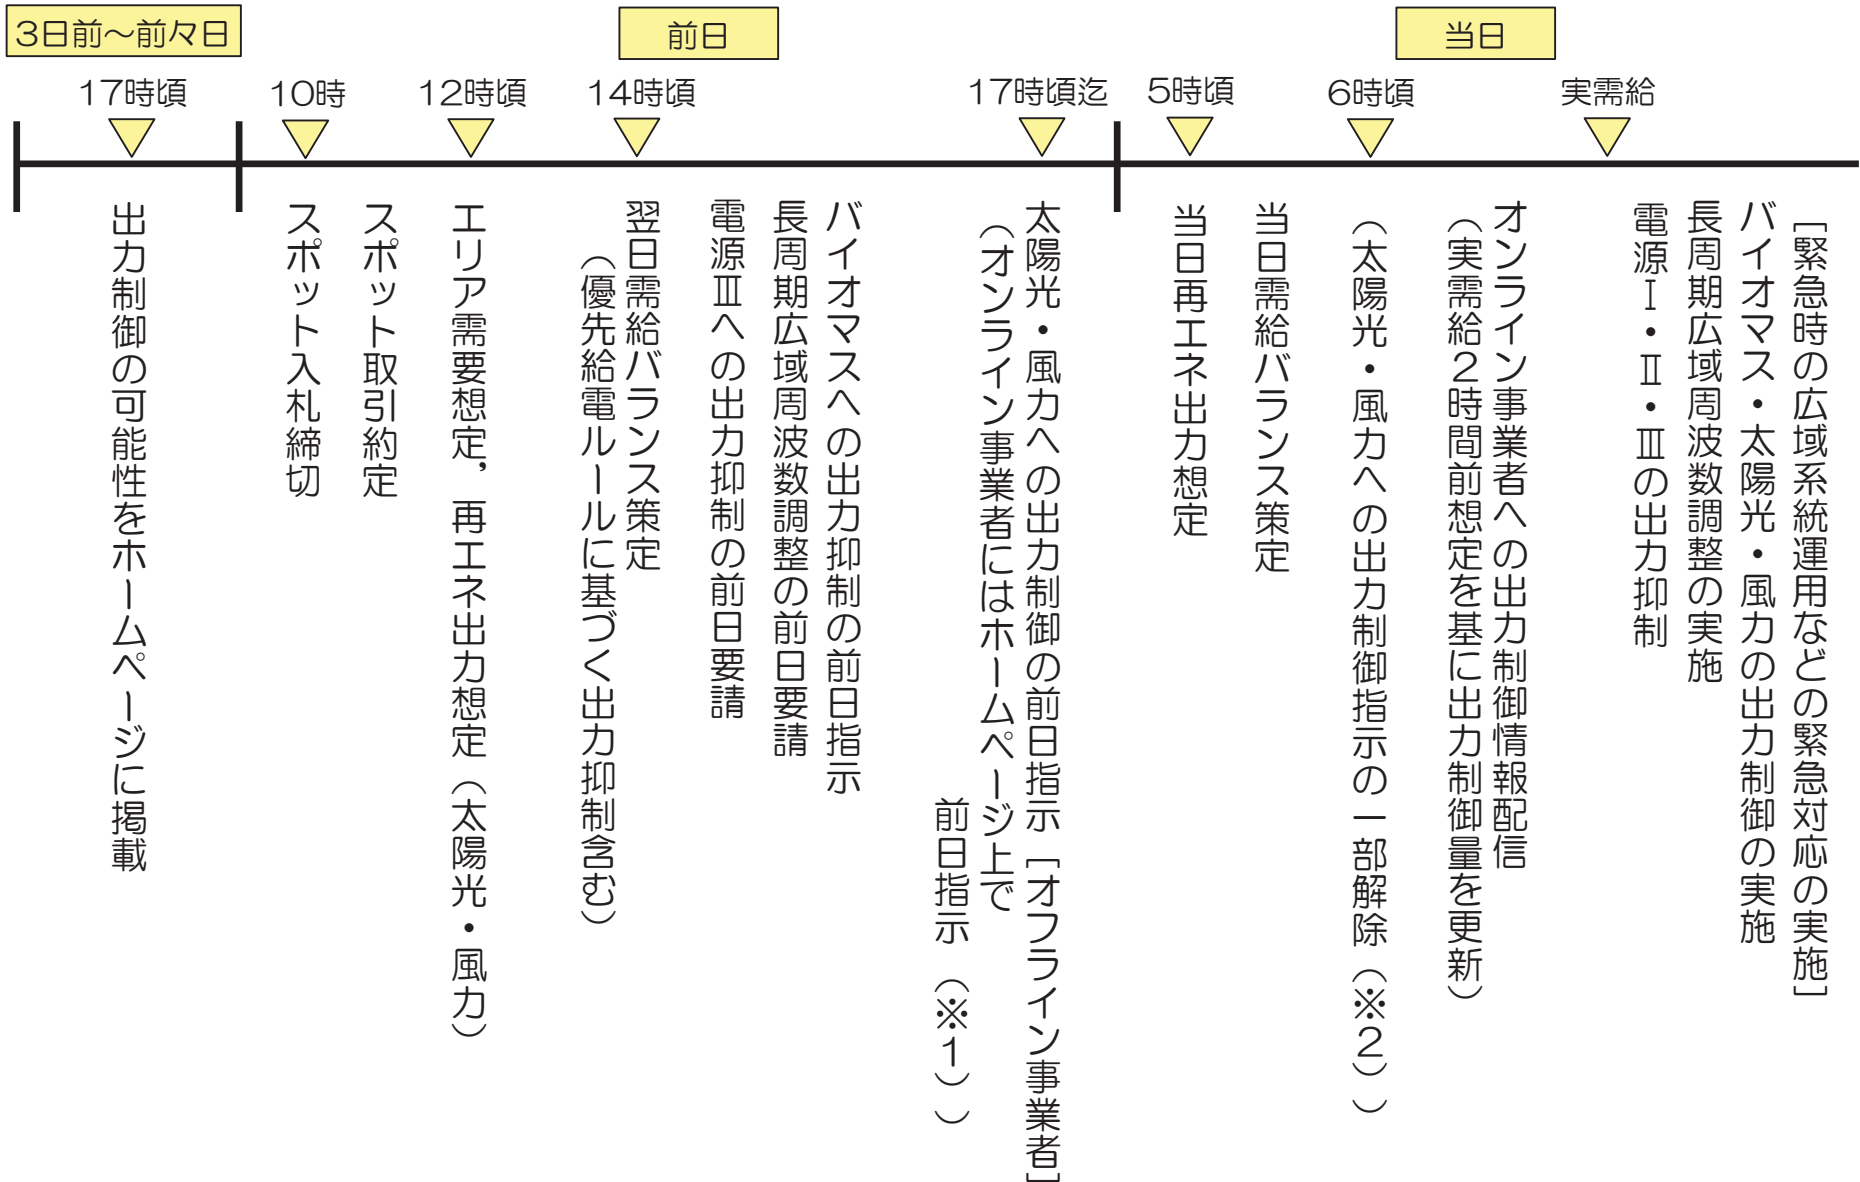 3日前〜前々日
前日
当日
17時頃
10時
12時頃
14時頃
17時頃迄
5時頃
6時頃
実需給
出力制御の可能性をホームページに掲載
スポット入札締切
スポット取引約定
エリア需要想定，再エネ出力想定（太陽光・風力）
翌日需給バランス策定
（優先給電ルールに基づく出力抑制含む）
電源Ⅲへの出力抑制の前日要請
長周期広域周波数調整の前日要請
バイオマスへの出力抑制の前日指示
太陽光・風力への出力制御の前日指示［オフライン事業者］
（オンライン事業者にはホームページ上で
前日指示（※1））
当日再エネ出力想定
当日需給バランス策定
（太陽光・風力への出力制御指示の一部解除（※2））
オンライン事業者への出力制御情報配信
（実需給2時間前想定を基に出力制御量を更新）
電源Ⅰ・Ⅱ・Ⅲの出力抑制
長周期広域周波数調整の実施
バイオマス・太陽光・風力の出力制御の実施
［緊急時の広域系統運用などの緊急対応の実施］